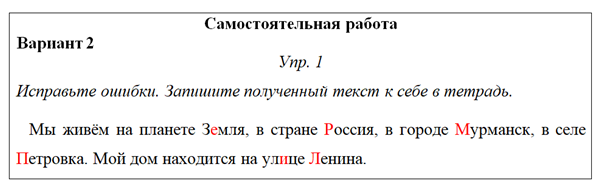 Самостоятельная работа
Вариант 2
Упр. 1
Исправьте ошибки. Запишите полученный текст к себе в тетрадь.
Мы живём на планете Земля, в стране Россия, в городе Мурманск, в селе
Петровка. Мой дом находится на улице Ленина.